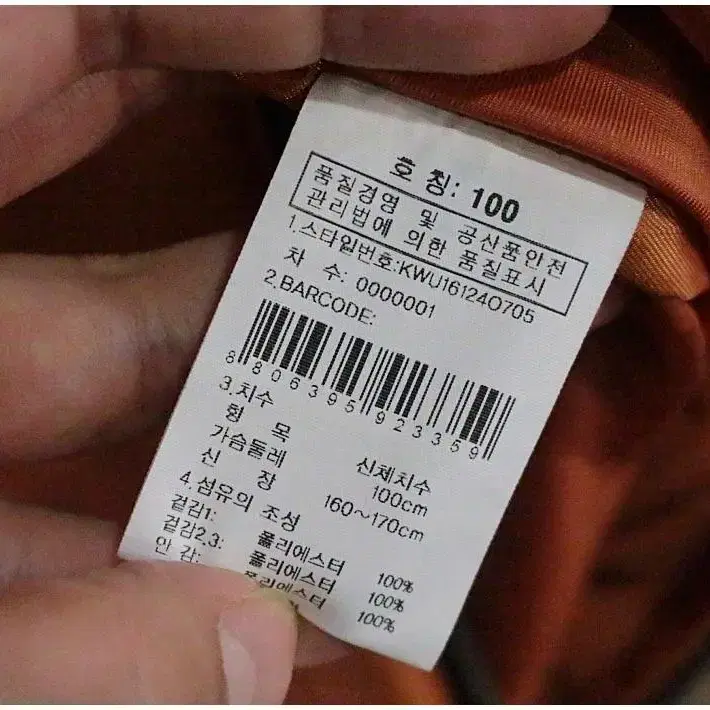 호 칭: 100
품질경영 및 공산품안전
관리법에 의한 품질표시
1.스타일번호:KWU16124O705
차 수: 0000001
2.BARCODE:
8806395923359
3.치수
항 목 신체치수
가슴둘레 100cm
신 장 160~170cm
4.섬유의 조성
겉감1: 폴리에스터 100%
겉감2,3: 폴리에스터 100%
안 감: 폴리에스터 100%